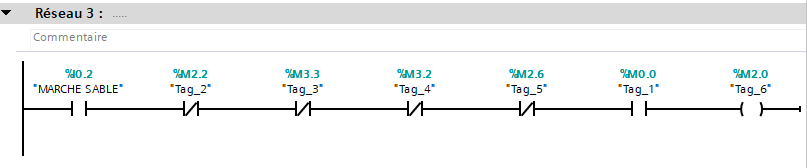 Réseau 3 : .....
Commentaire
%I0.2 %M2.2 %M3.3 %M3.2 %M2.6 %M0.0 %M2.0
"MARCHE SABLE" "Tag_2" "Tag_3" "Tag_4" "Tag_5" "Tag_1" "Tag_6"